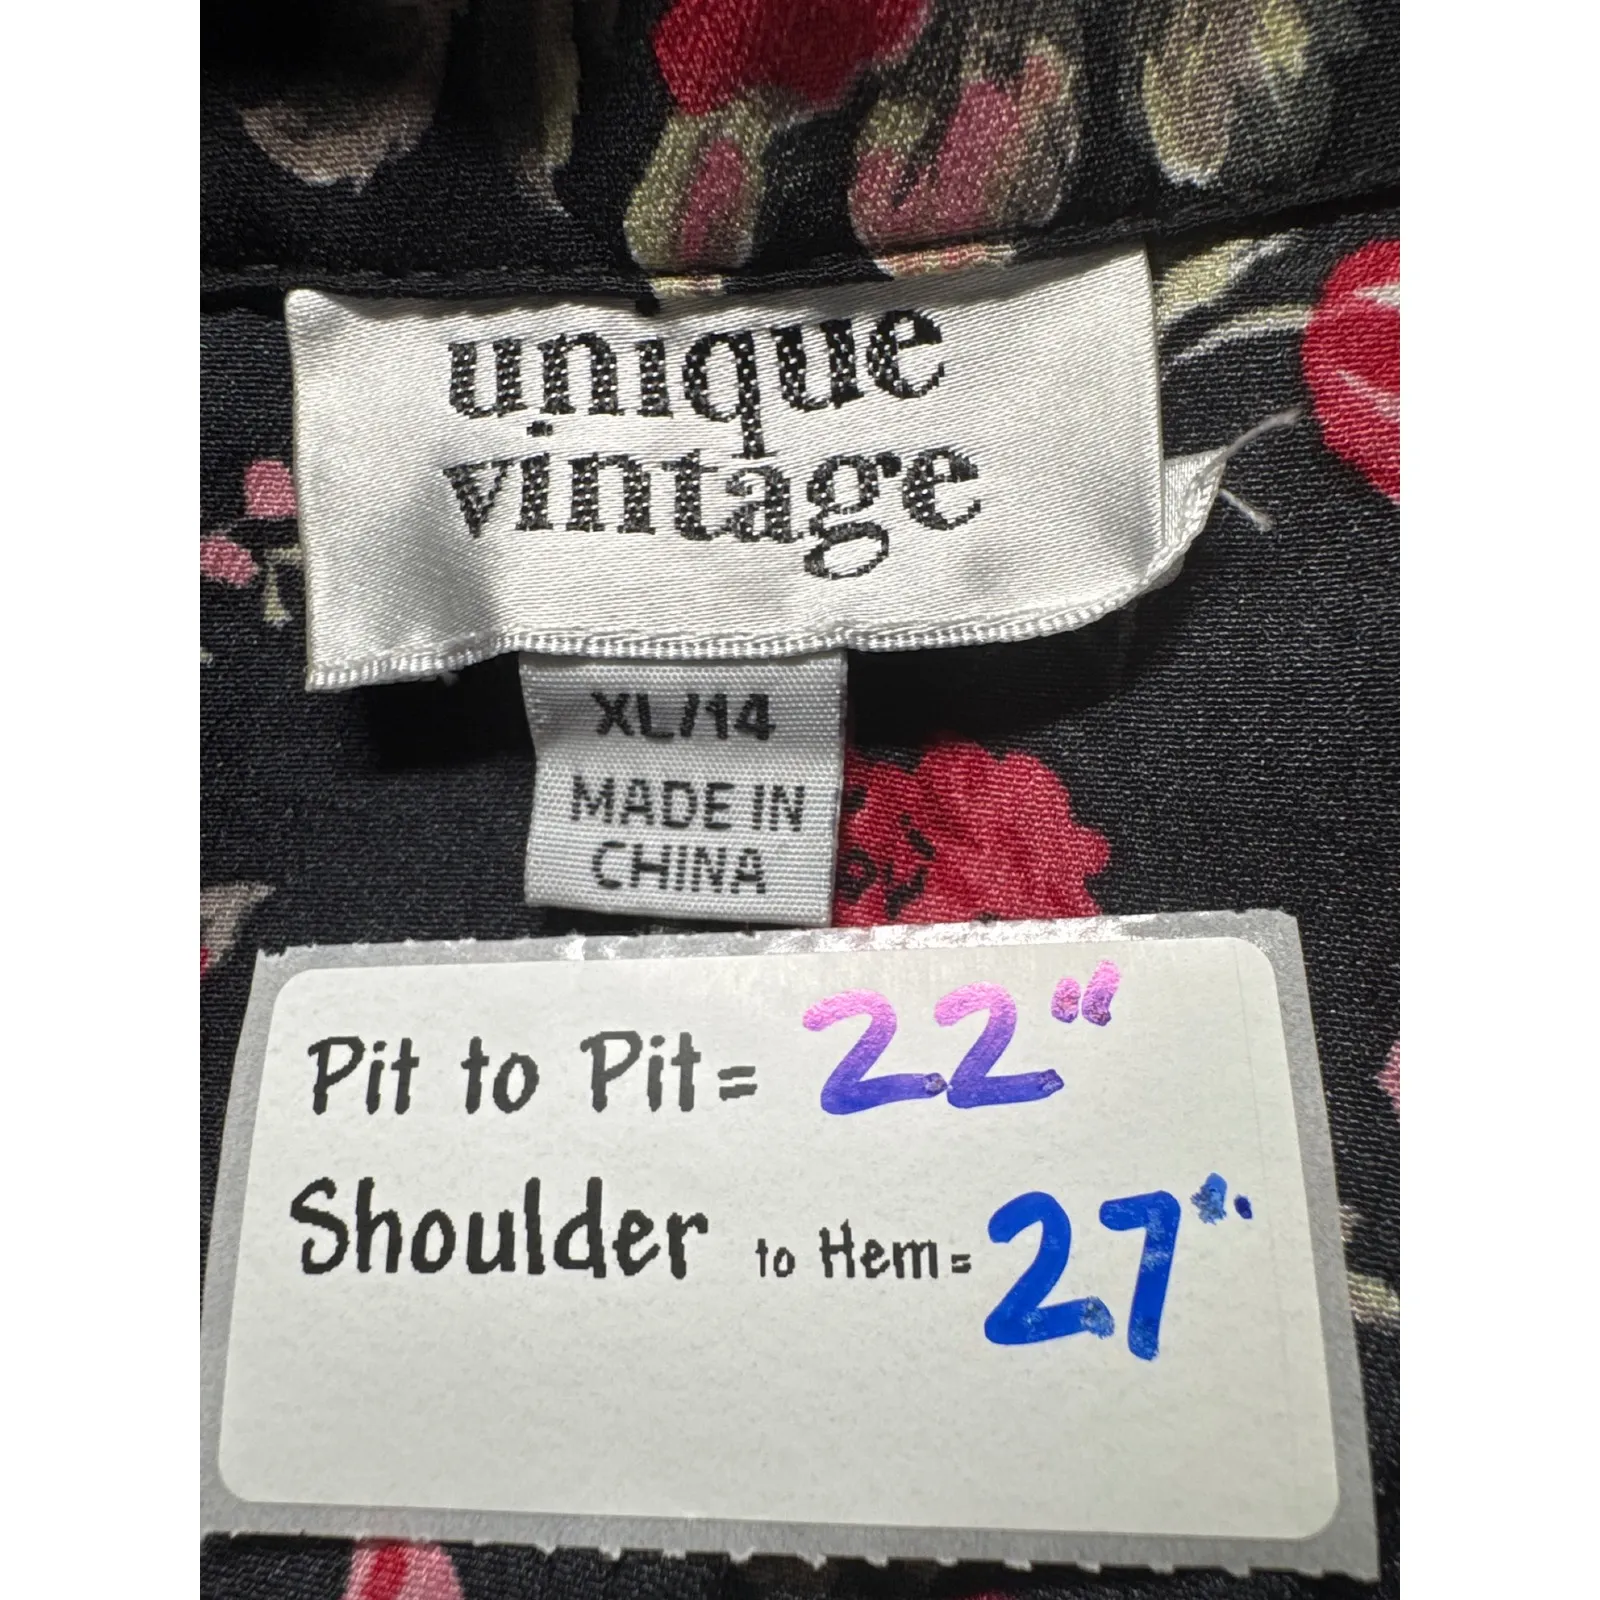 unique
vintage
XL/14
MADE IN
CHINA
Pit to Pit= 22"
Shoulder to Hem= 27"